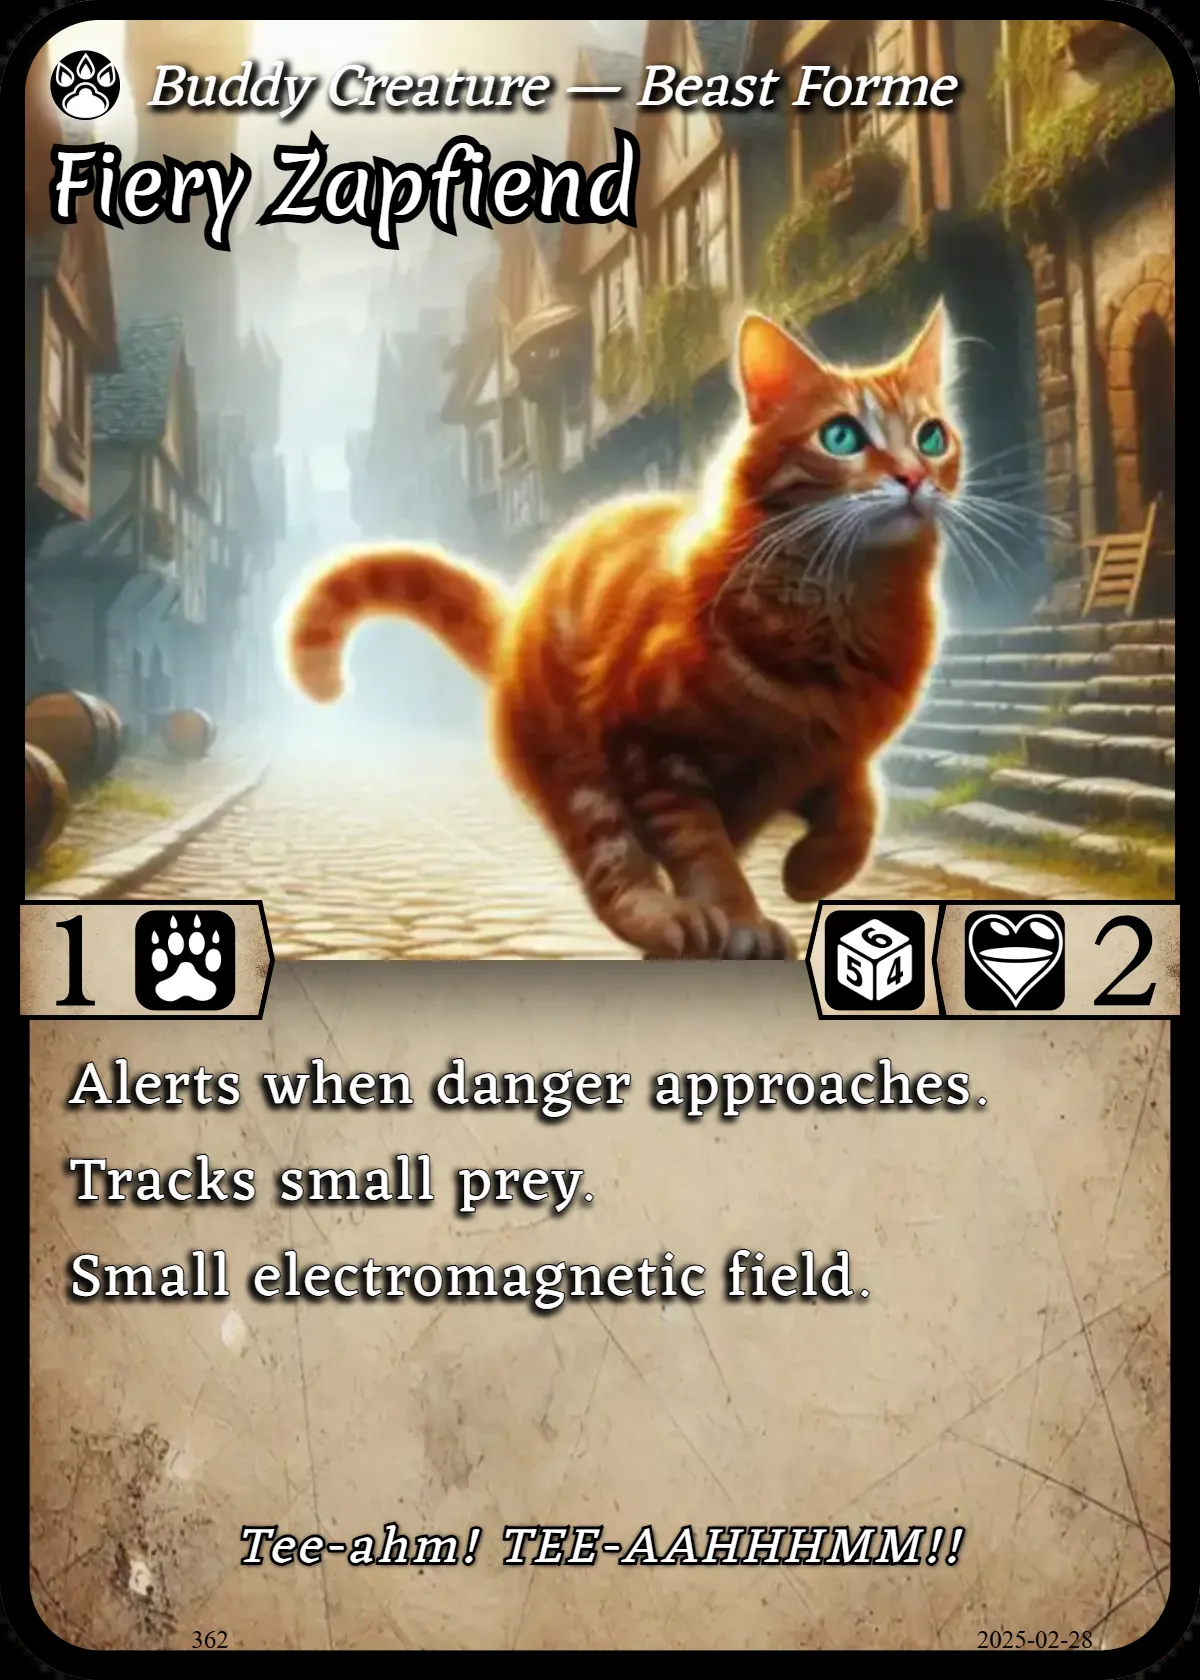 Buddy Creature — Beast Forme
Fiery Zapfiend
1
6
5 4
2
Alerts when danger approaches.
Tracks small prey.
Small electromagnetic field.
Tee-ahm! TEE-AAHHHMM!!
362
2025-02-28